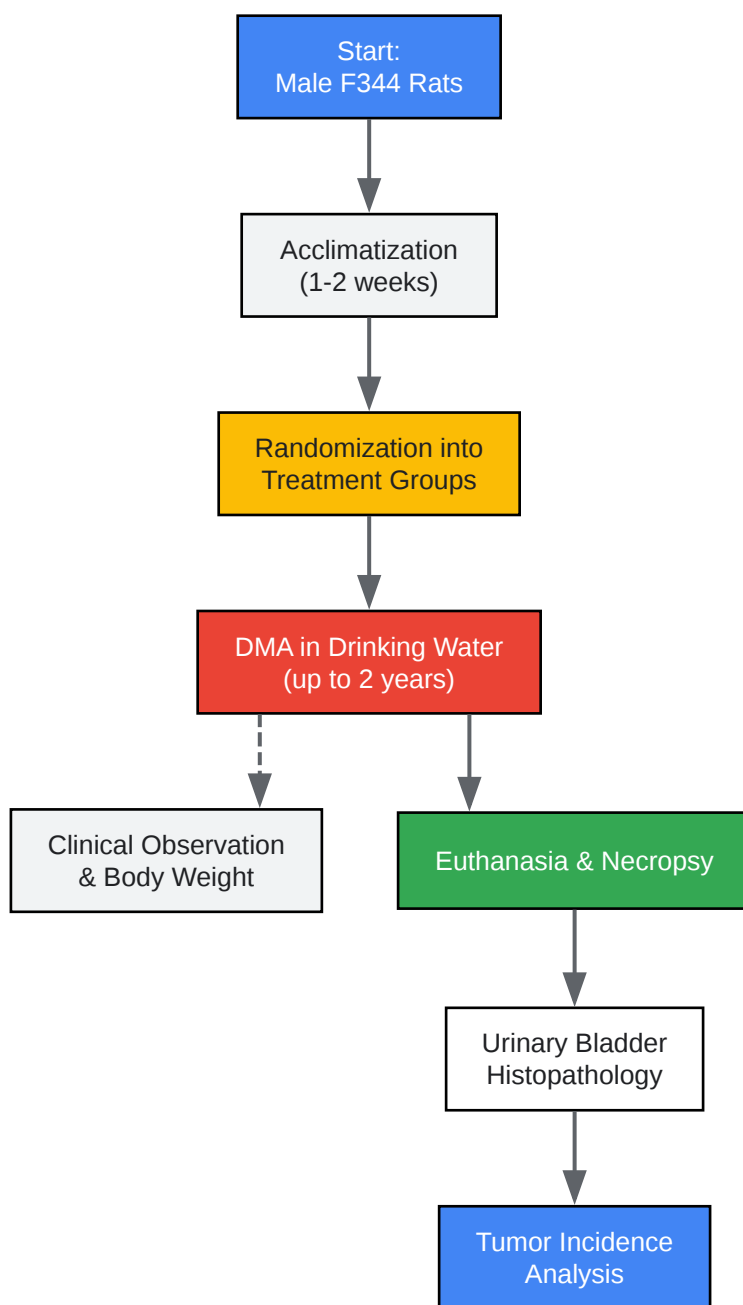 Start:
Male F344 Rats
Acclimatization
(1-2 weeks)
Randomization into
Treatment Groups
DMA in Drinking Water
(up to 2 years)
Clinical Observation
& Body Weight
Euthanasia & Necropsy
Urinary Bladder
Histopathology
Tumor Incidence
Analysis